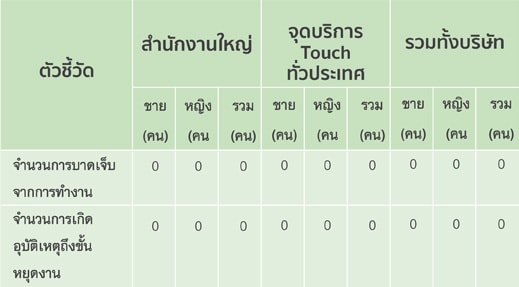 ตัวชี้วัด
สำนักงานใหญ่
จุดบริการ
Touch
ทั่วประเทศ
รวมทั้งบริษัท
ชาย หญิง รวม ชาย หญิง รวม ชาย หญิง รวม
(คน) (คน (คน) (คน) (คน (คน) (คน) (คน (คน)
จำนวนการบาดเจ็บ 0 0 0 0 0 0 0 0 0
จากการทำงาน
จำนวนการเกิด
อุบัติเหตุถึงขั้น 0 0 0 0 0 0 0 0 0
หยุดงาน